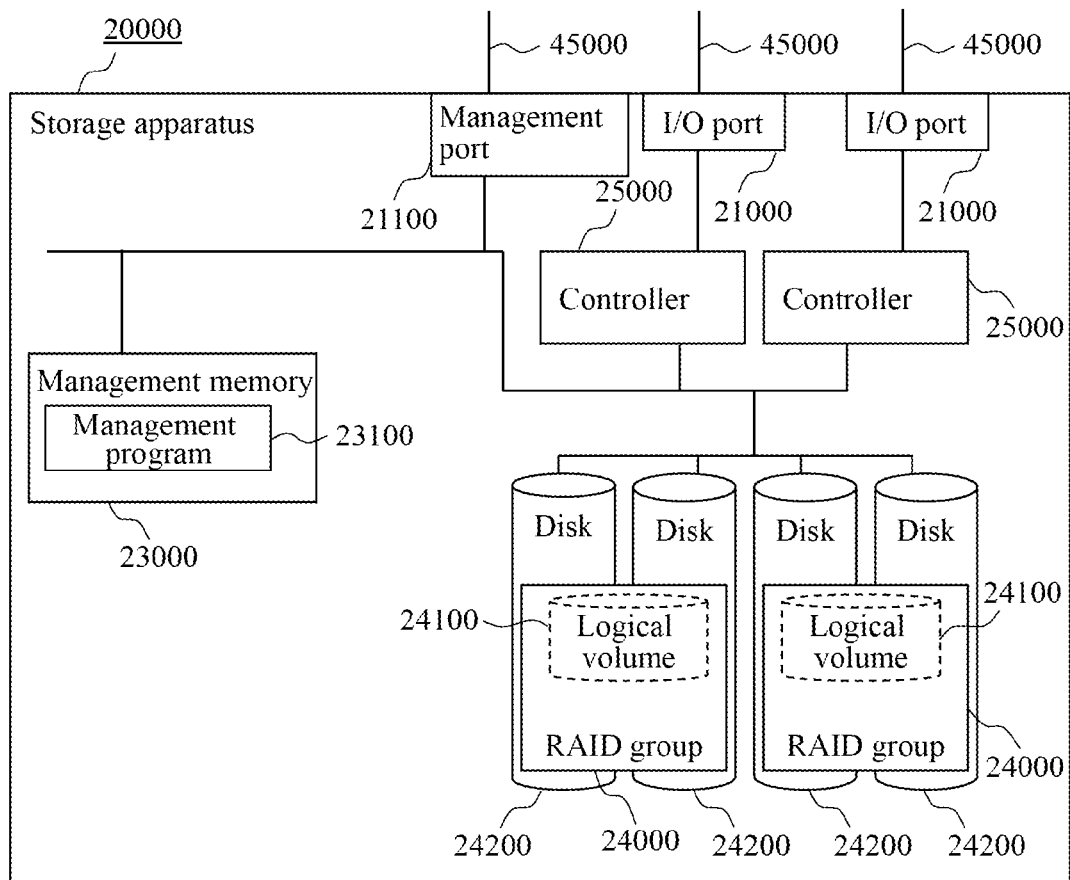 20000
45000
45000
45000
Storage apparatus
Management
port
I/O port
I/O port
21100
25000
21000
21000
Controller
Controller
25000
Management memory
Management
program
23100
23000
Disk
Disk
Disk
Disk
24100
Logical
volume
Logical
volume
24100
RAID group
RAID group
24000
24200
24000
24200
24200
24200